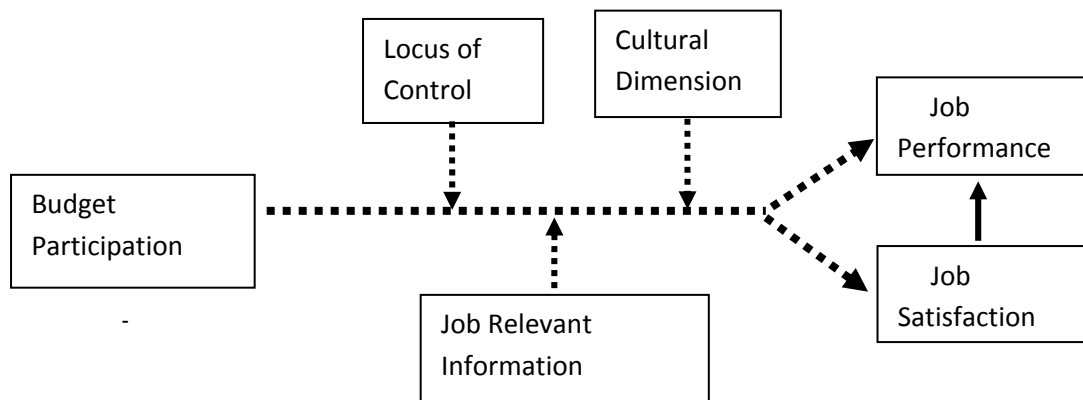 Locus of
Control
Cultural
Dimension
Job
Performance
Budget
Participation
-
Job Relevant
Information
Job
Satisfaction